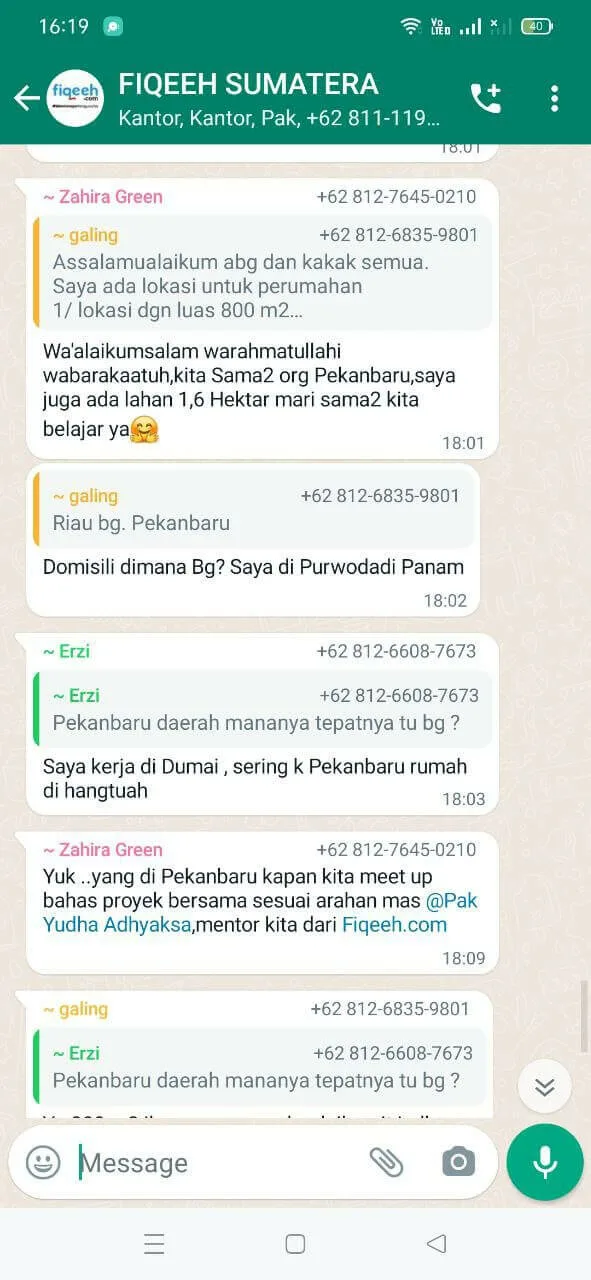 16:19
Vo
LTED
40
fiqeeh
.com
FIQEEH SUMATERA
Kantor, Kantor, Pak, +62 811-119...
18:01
~ Zahira Green +62 812-7645-0210
~ galing +62 812-6835-9801
Assalamualaikum abg dan kakak semua.
Saya ada lokasi untuk perumahan
1/ lokasi dgn luas 800 m2...
Wa'alaikumsalam warahmatullahi
wabarakaatuh,kita Sama2 org Pekanbaru,saya
juga ada lahan 1,6 Hektar mari sama2 kita
belajar ya🤗
18:01
~ galing +62 812-6835-9801
Riau bg. Pekanbaru
Domisili dimana Bg? Saya di Purwodadi Panam
18:02
~ Erzi +62 812-6608-7673
~ Erzi +62 812-6608-7673
Pekanbaru daerah mananya tepatnya tu bg ?
Saya kerja di Dumai , sering k Pekanbaru rumah
di hangtuah
18:03
~ Zahira Green +62 812-7645-0210
Yuk ..yang di Pekanbaru kapan kita meet up
bahas proyek bersama sesuai arahan mas @Pak
Yudha Adhyaksa,mentor kita dari Fiqeeh.com
18:09
~ galing +62 812-6835-9801
~ Erzi +62 812-6608-7673
Pekanbaru daerah mananya tepatnya tu bg ?
Message